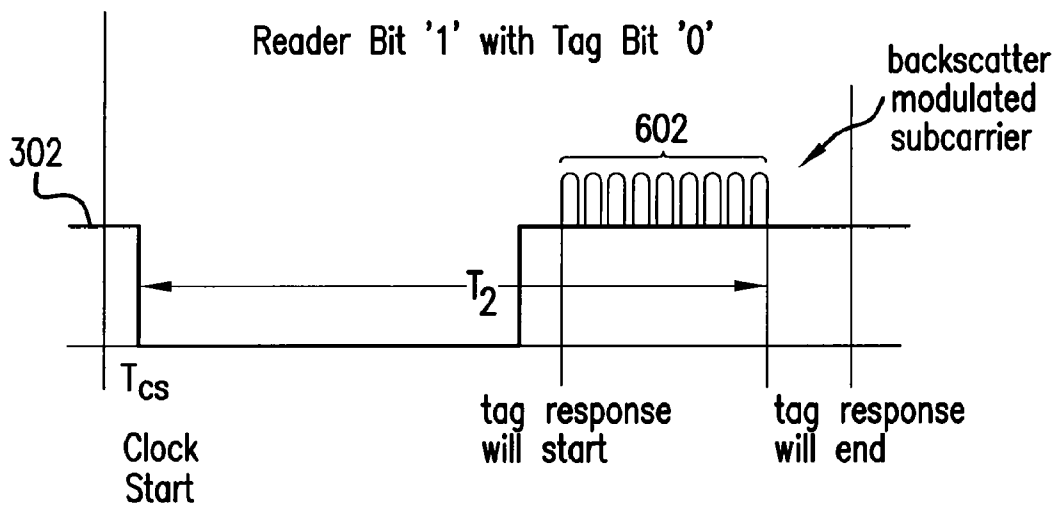 Reader Bit '1' with Tag Bit '0'
backscatter
modulated
subcarrier
602
302
T2
Tcs
Clock
Start
tag response
will start
tag response
will end